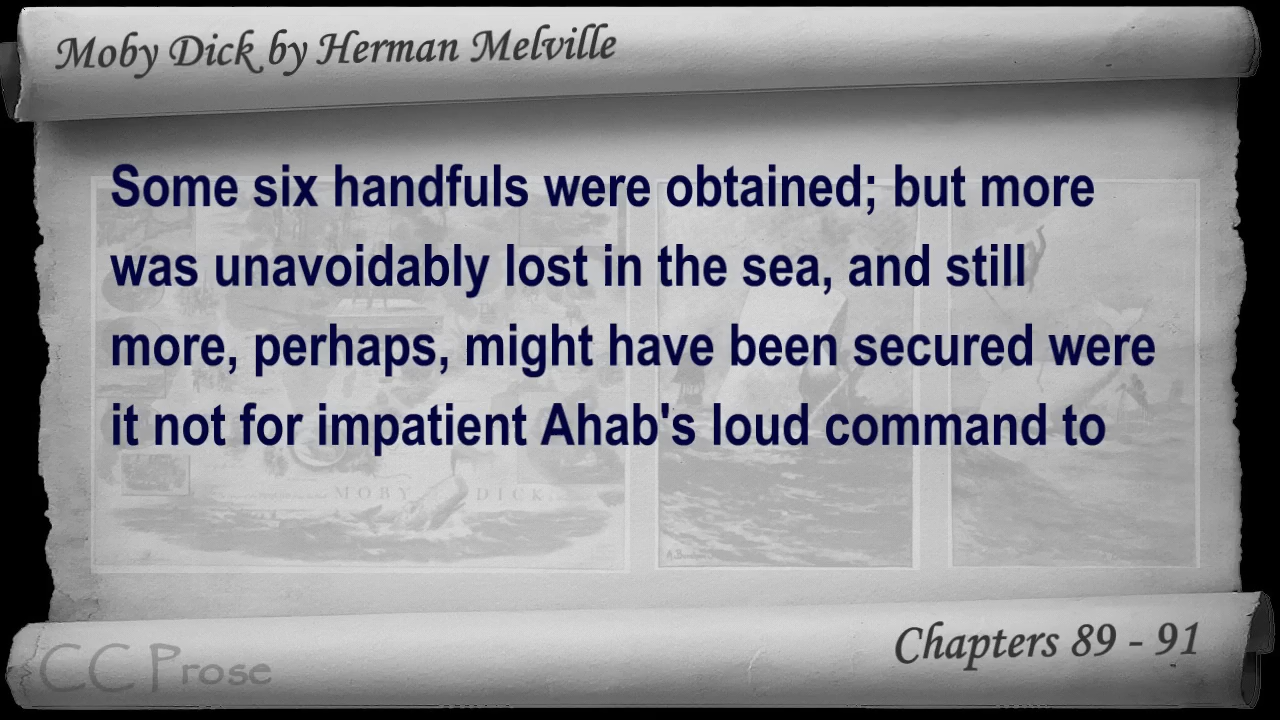 Moby Dick by Herman Melville
Some six handfuls were obtained; but more
was unavoidably lost in the sea, and still
more, perhaps, might have been secured were
it not for impatient Ahab's loud command to
MOBY DICK
Chapters 89 - 91
CC Prose